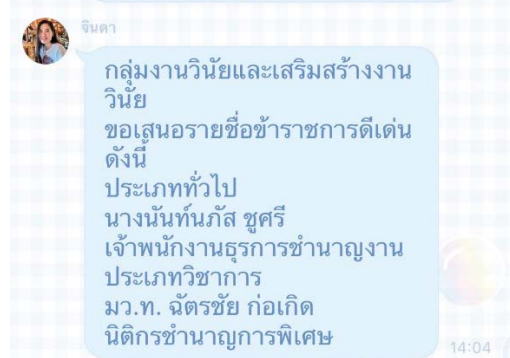 จินดา
กลุ่มงานวินัยและเสริมสร้างงาน
วินัย
ขอเสนอรายชื่อข้าราชการดีเด่น
ดังนี้
ประเภททั่วไป
นางนันท์นภัส ชูศรี
เจ้าพนักงานธุรการชำนาญงาน
ประเภทวิชาการ
มว.ท. ฉัตรชัย ก่อเกิด
นิติกรชำนาญการพิเศษ
14:04